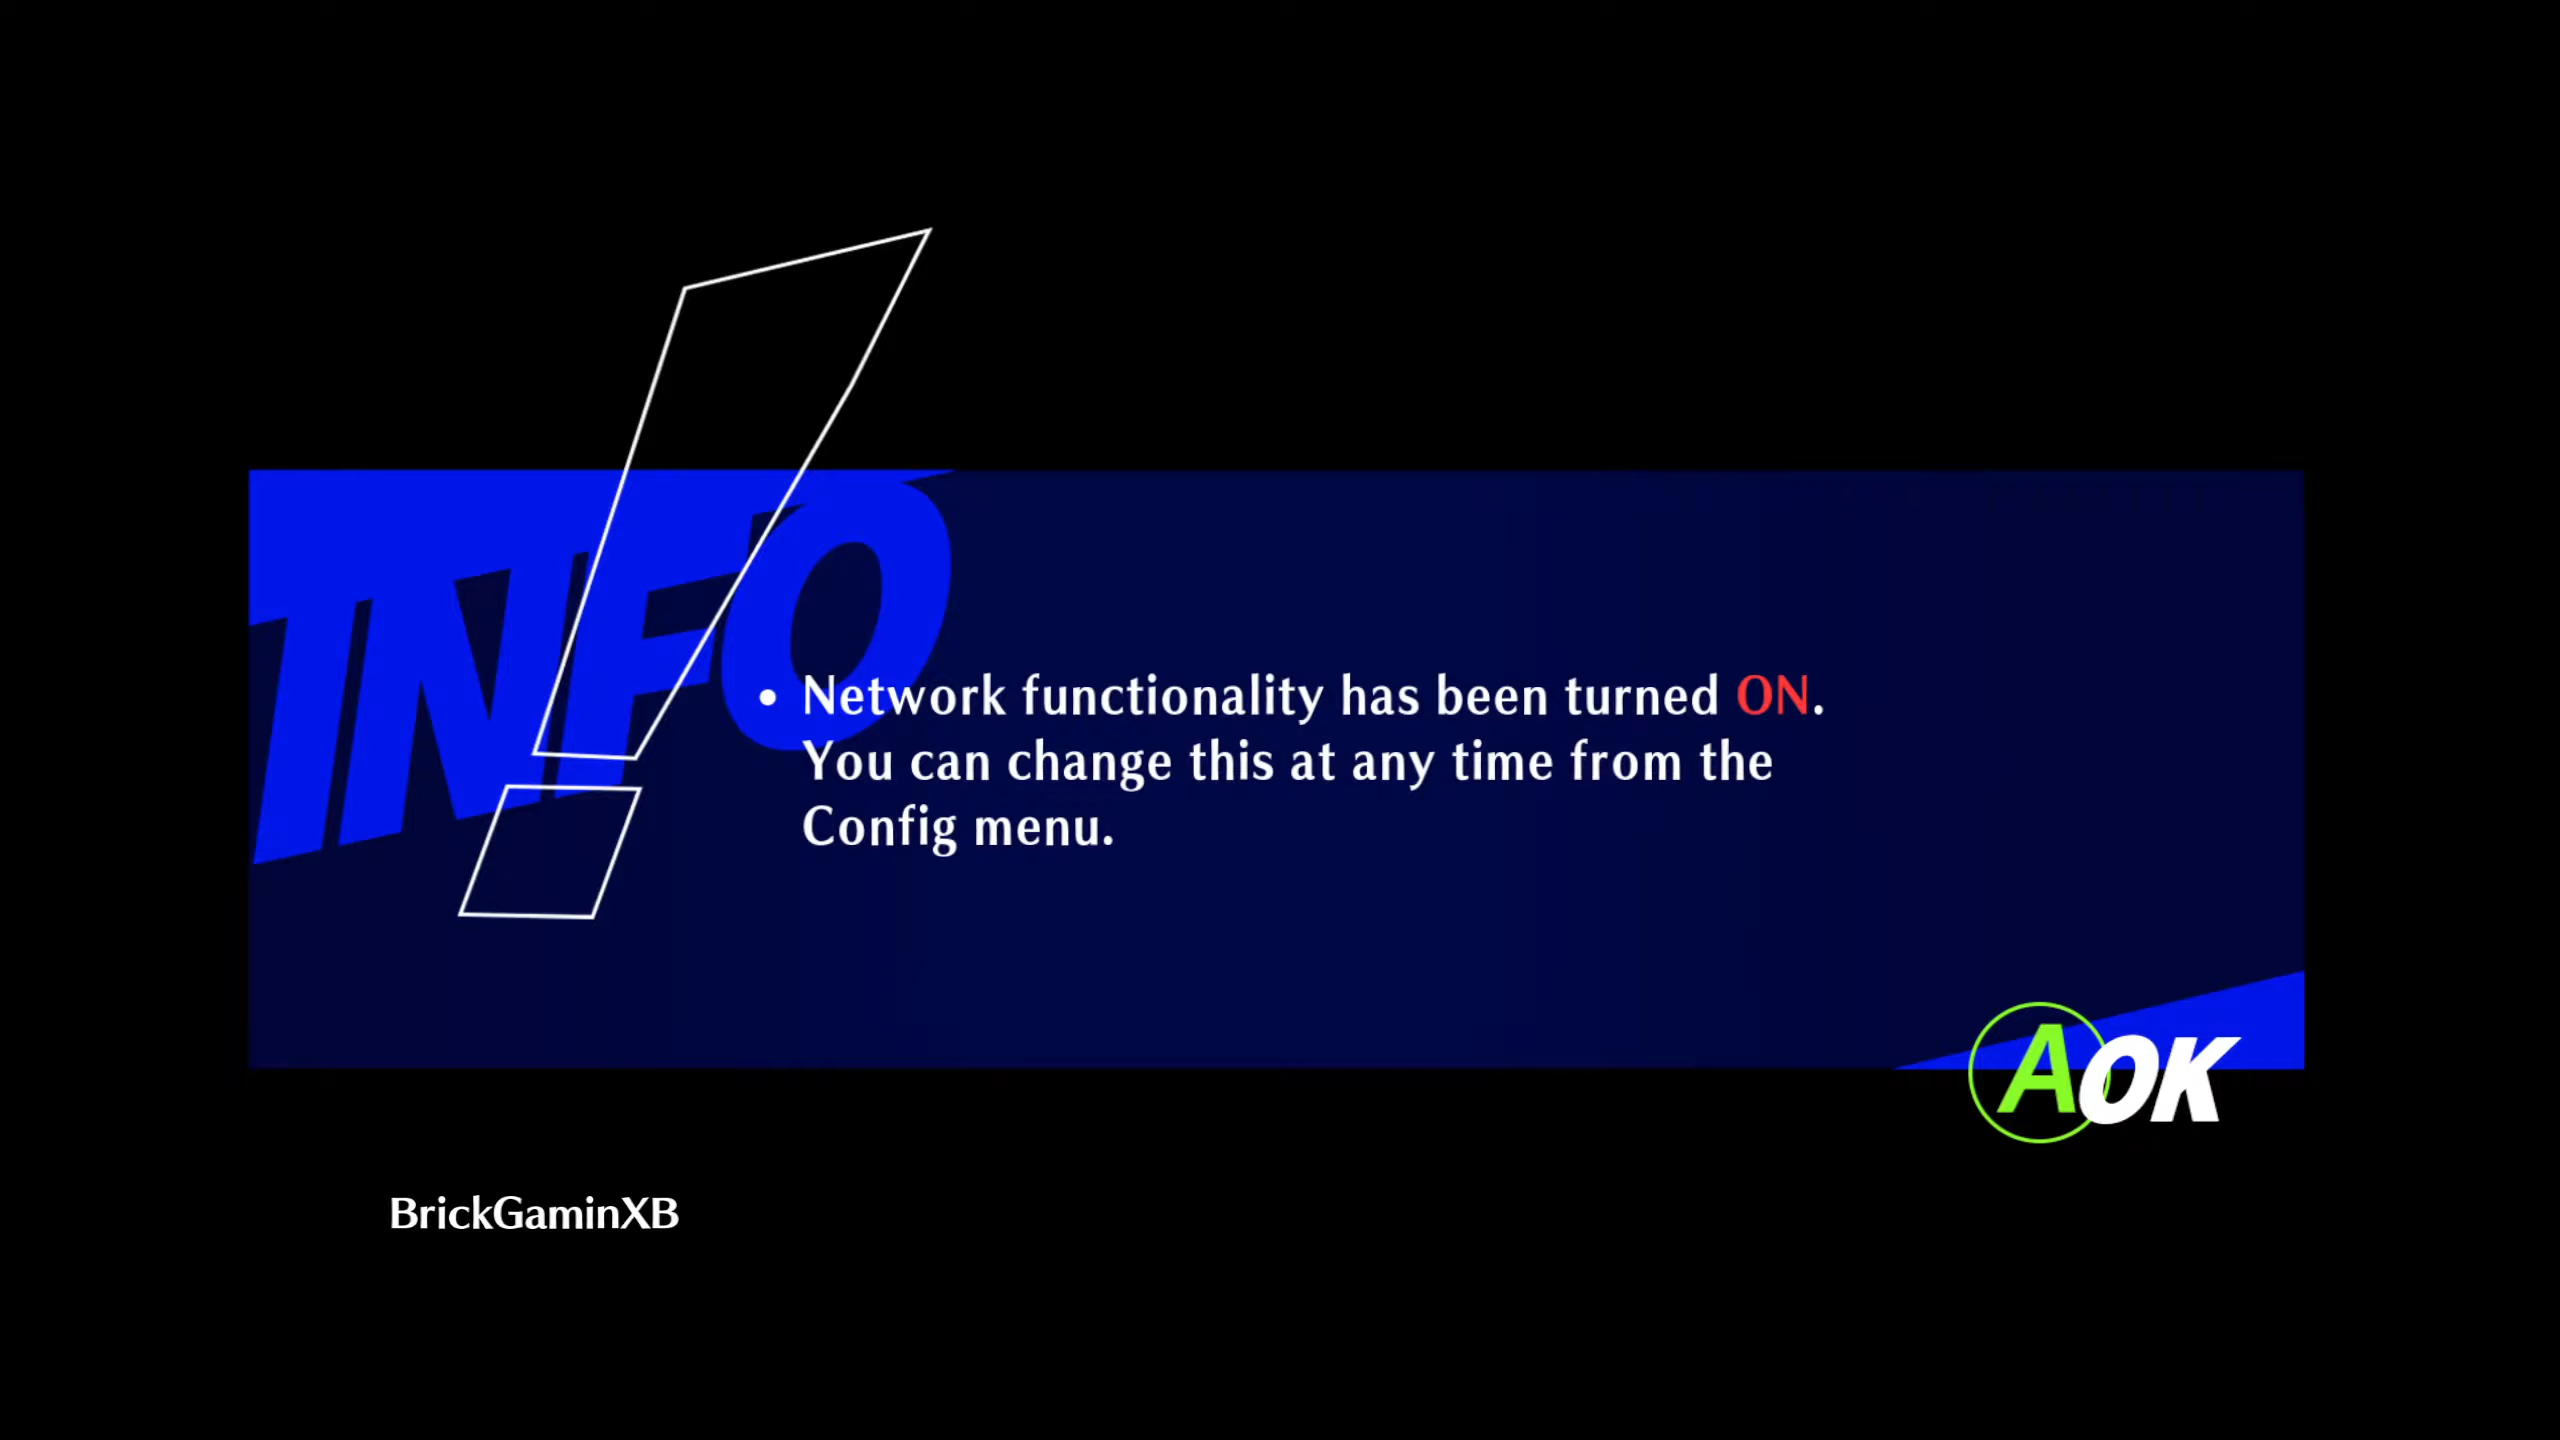 INFO
• Network functionality has been turned ON.
You can change this at any time from the
Config menu.
A OK
BrickGaminXB